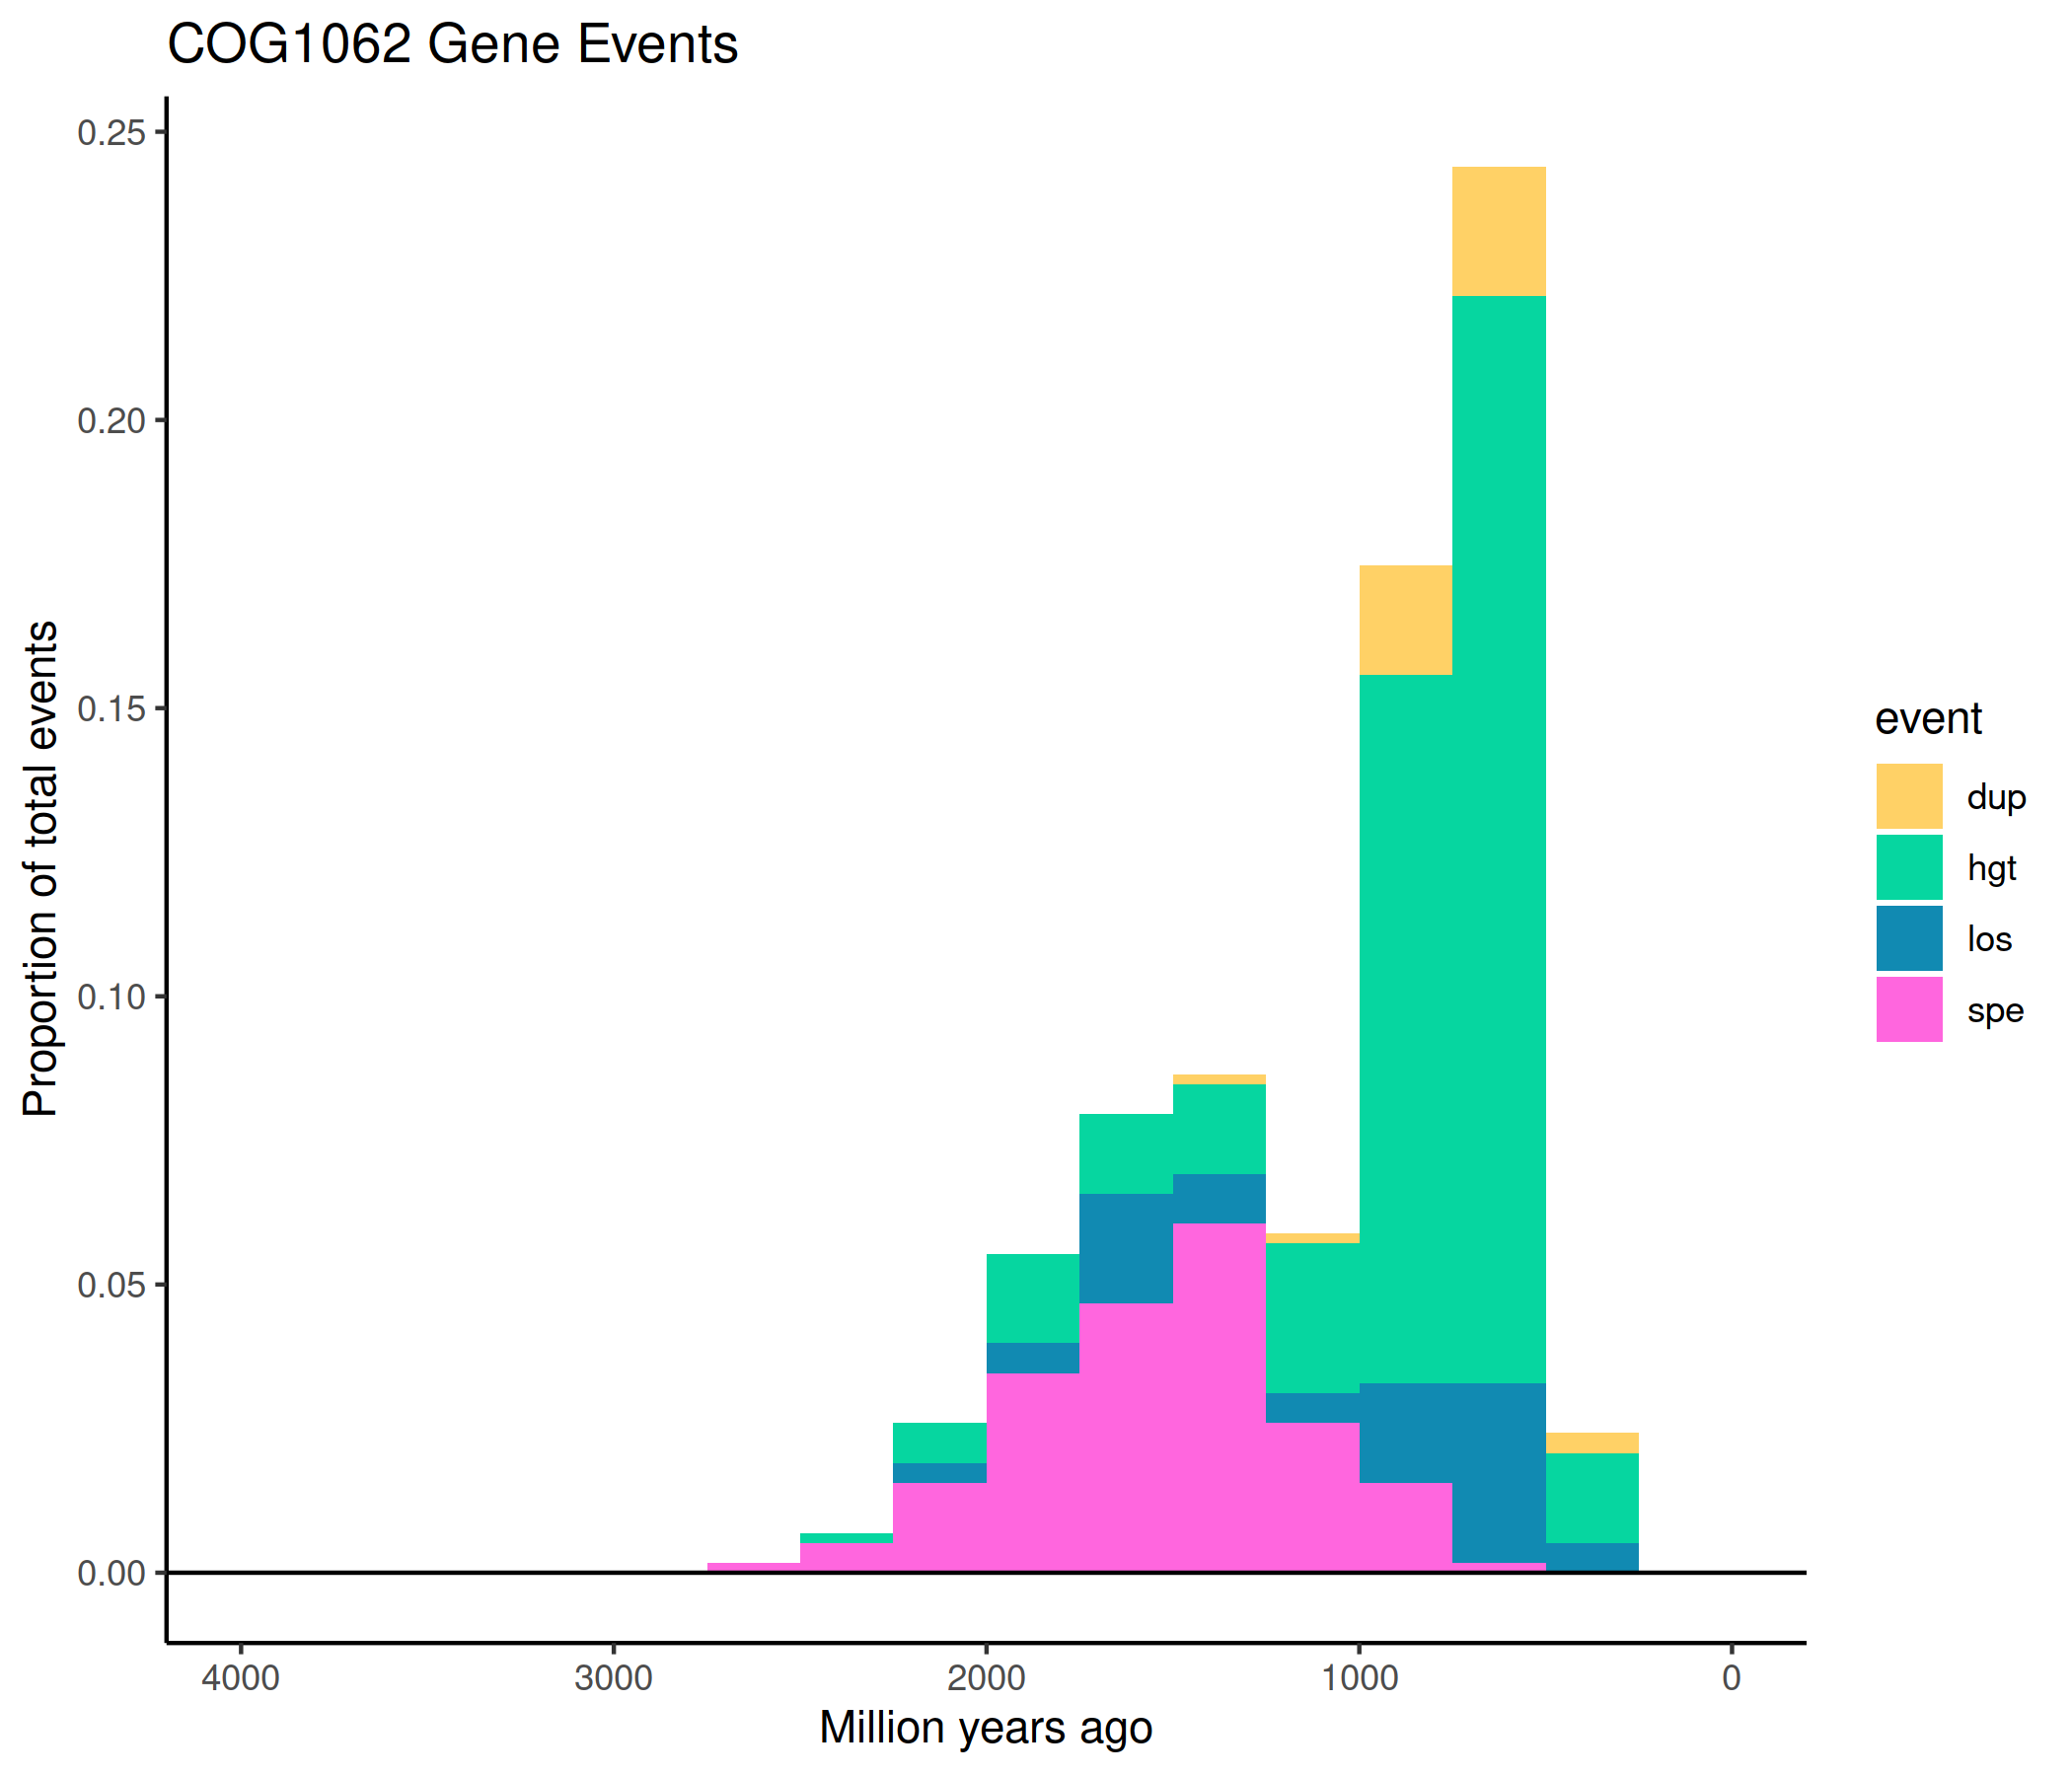 COG1062 Gene Events
0.25
0.20
0.15
0.10
0.05
0.00
Proportion of total events
4000 3000 2000 1000 0
Million years ago
event
dup
hgt
los
spe